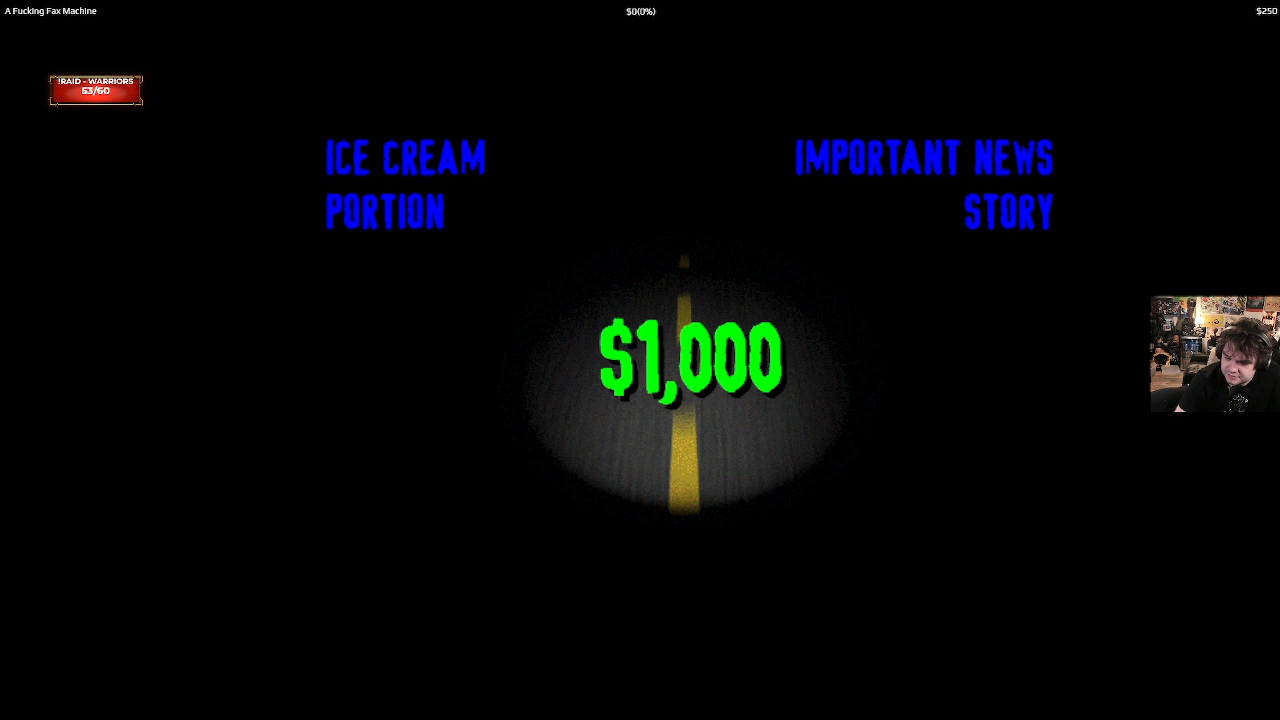 A Fucking Fax Machine
$0(0%)
$250
!RAID - WARRIORS
53/60
ICE CREAM
PORTION
IMPORTANT NEWS
STORY
$1,000